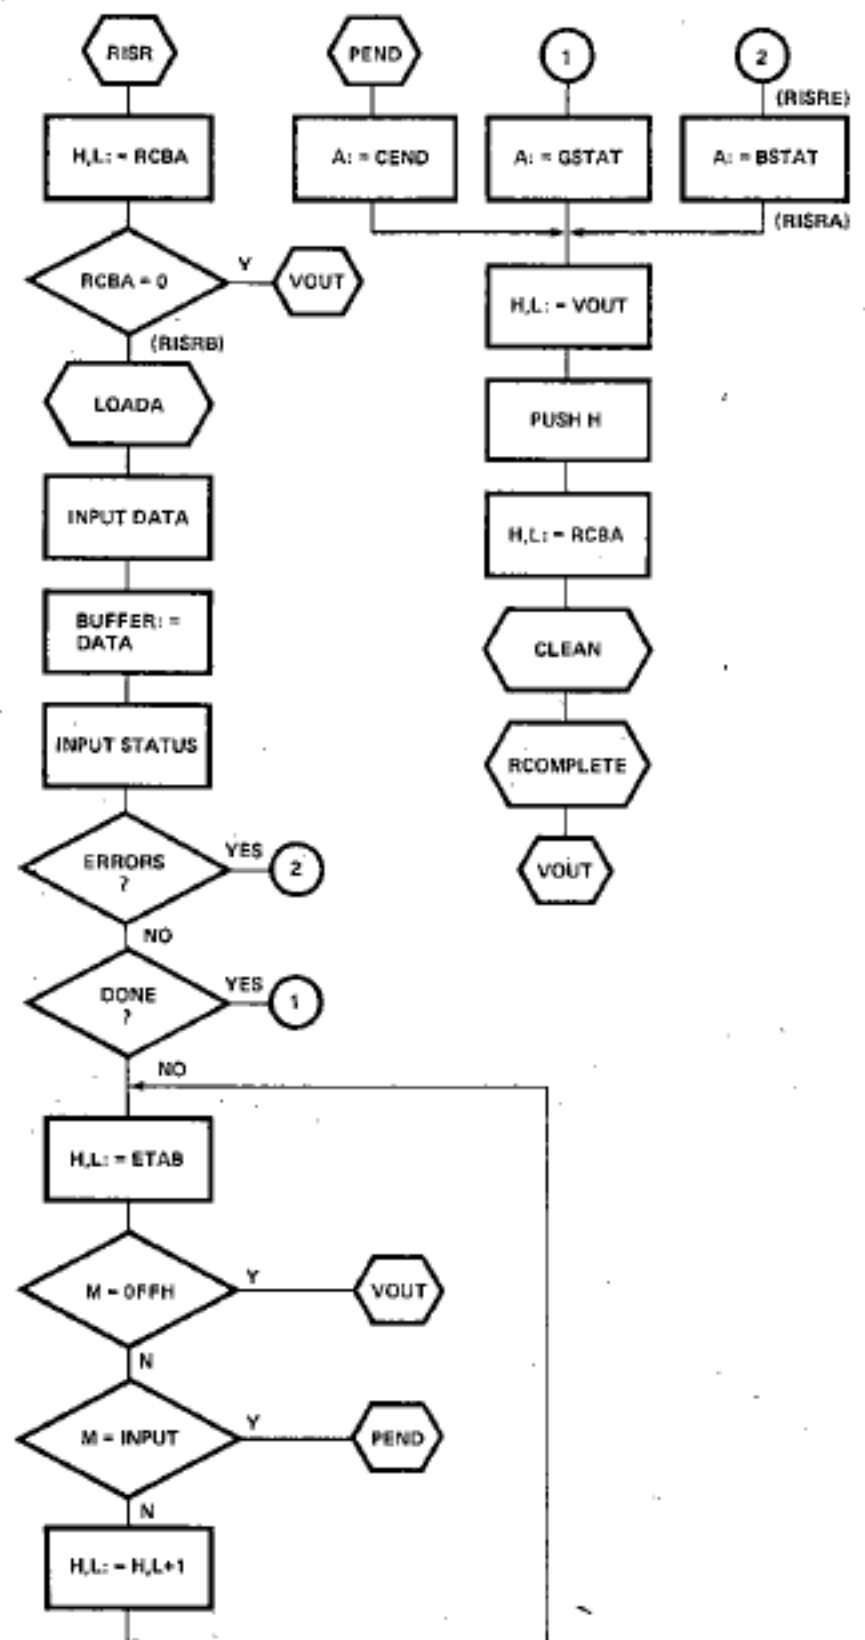 RISR
H,L: = RCBA
RCBA = 0
Y
VOUT
(RISRB)
LOADA
INPUT DATA
BUFFER: =
DATA
INPUT STATUS
ERRORS
?
YES
2
NO
DONE
?
YES
1
NO
H,L: = ETAB
M = 0FFH
Y
VOUT
N
M = INPUT
Y
PEND
N
H,L: = H,L+1
PEND
A: = CEND
1
A: = GSTAT
2
(RISRE)
A: = BSTAT
(RISRA)
H,L: = VOUT
PUSH H
H,L: = RCBA
CLEAN
RCOMPLETE
VOUT